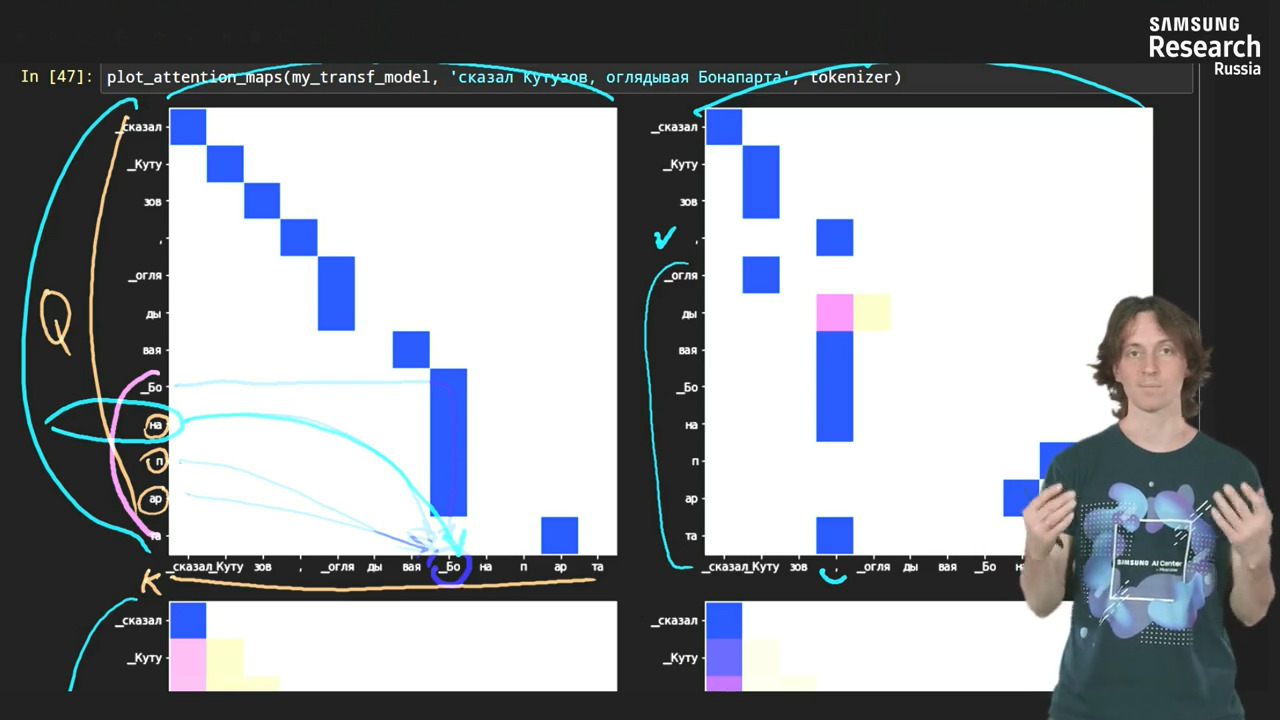 SAMSUNG
Research
Russia
In [47]: plot_attention_maps(my_transf_model, 'сказал Кутузов, оглядывая Бонапарта', tokenizer)
_сказал
_Куту
зов
,
_огля
ды
вая
_Бо
на
п
ар
та
_сказал _Куту зов , _огля ды вая _Бо на п ар та
Q
K
_сказал
_Куту
зов
,
_огля
ды
вая
_Бо
на
п
ар
та
_сказал _Куту зов , _огля ды вая _Бо
_сказал
_Куту
_сказал
_Куту
SAMSUNG AI Center